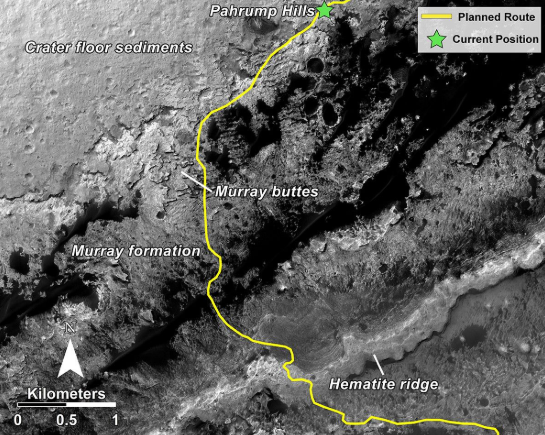 Pahrump Hills
Planned Route
Current Position
Crater floor sediments
Murray buttes
Murray formation
N
Hematite ridge
Kilometers
0 0.5 1